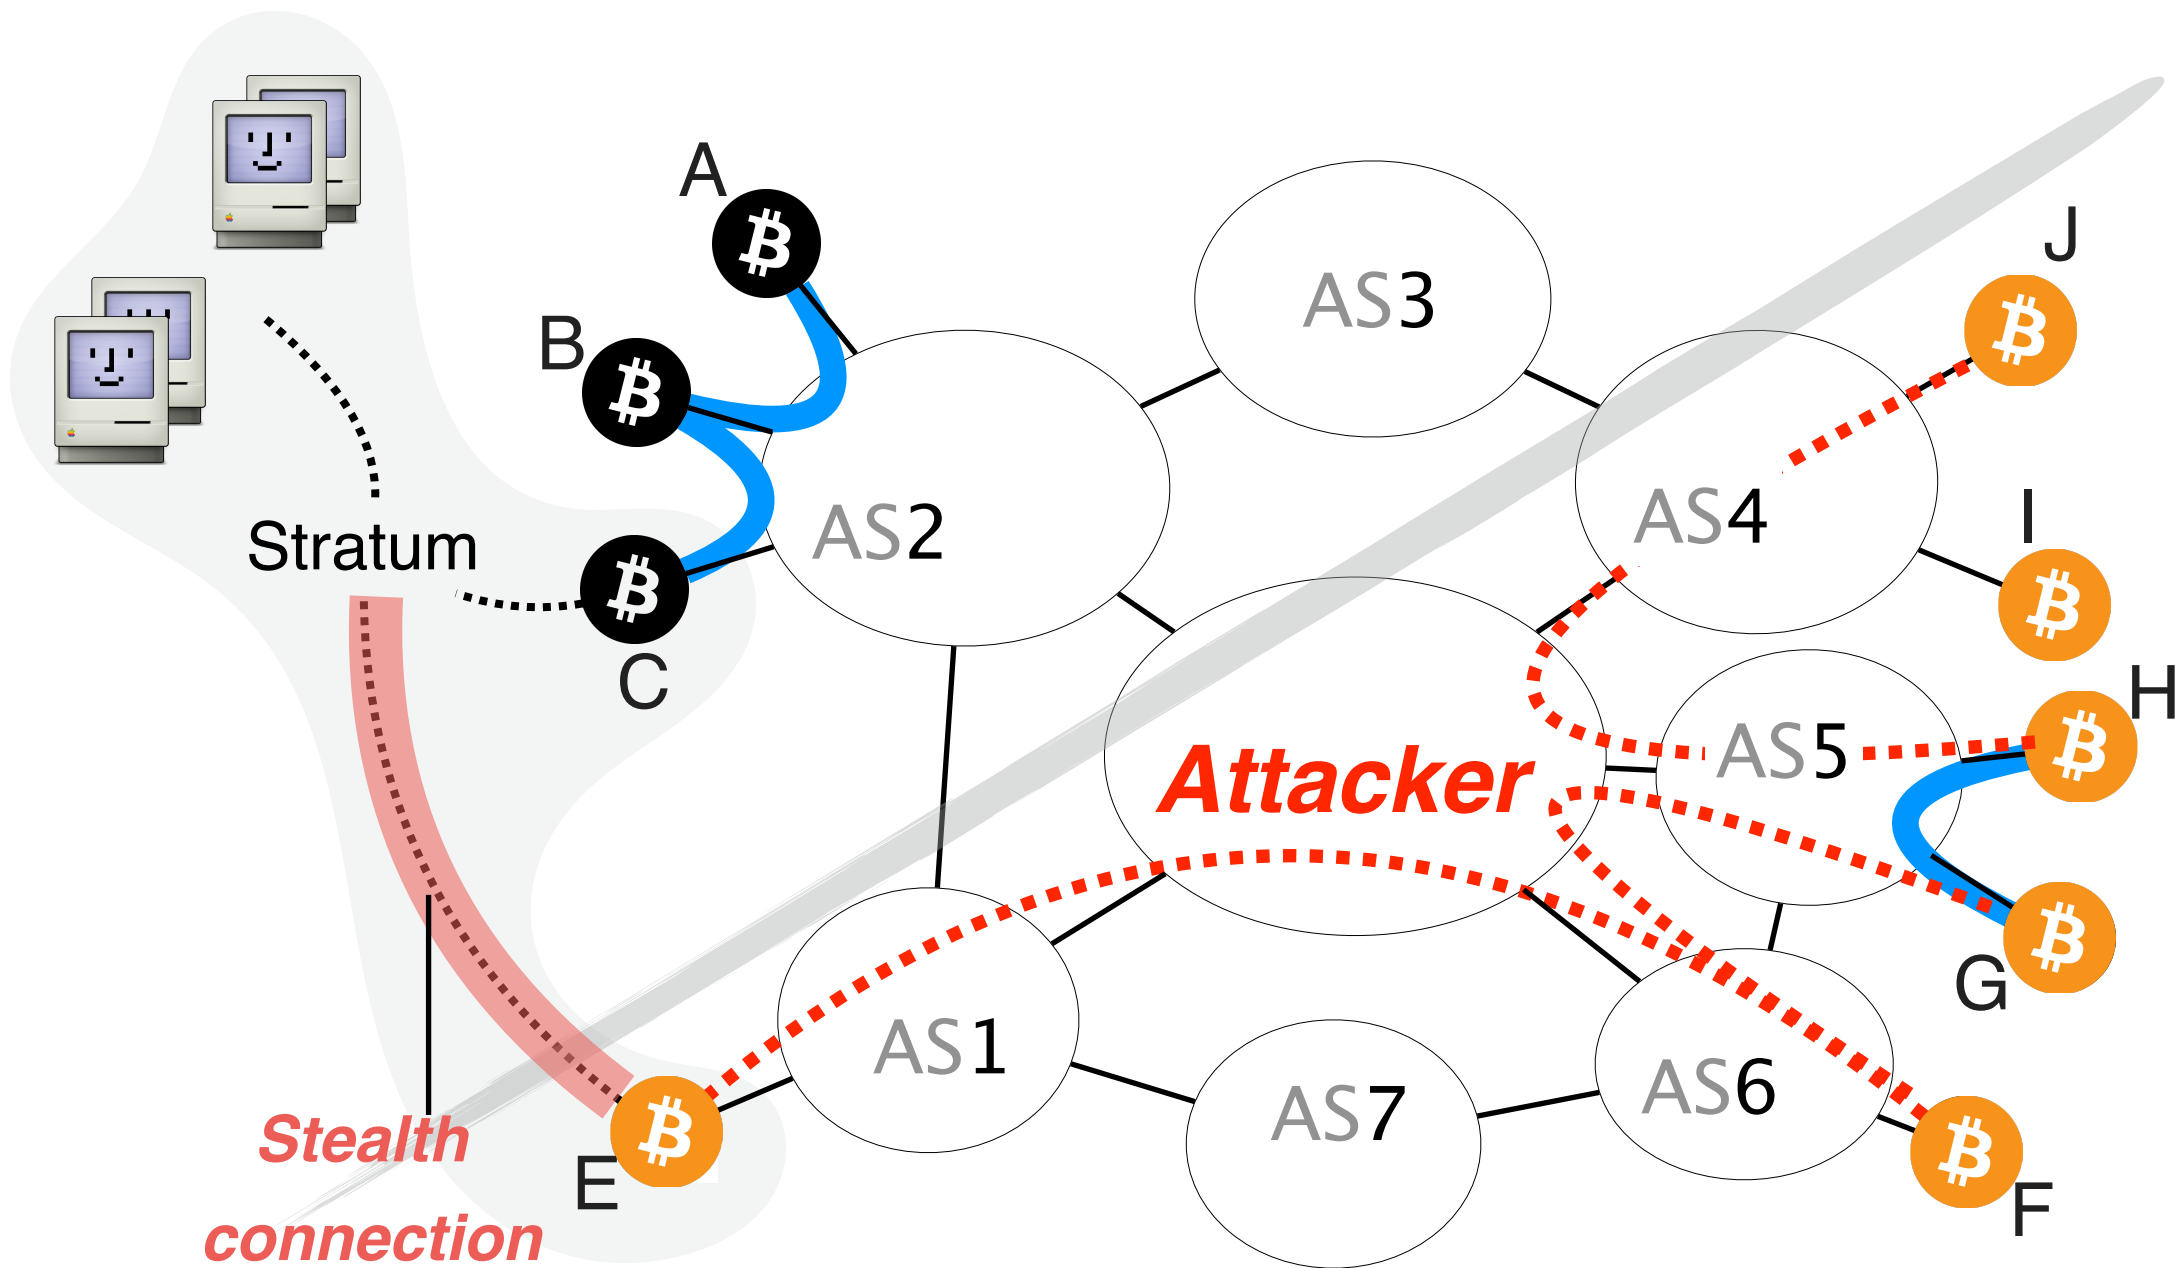 A
J
AS3
B
I
AS4
AS2
Stratum
C
H
AS5
Attacker
G
AS1
AS6
AS7
Stealth
connection
E
F